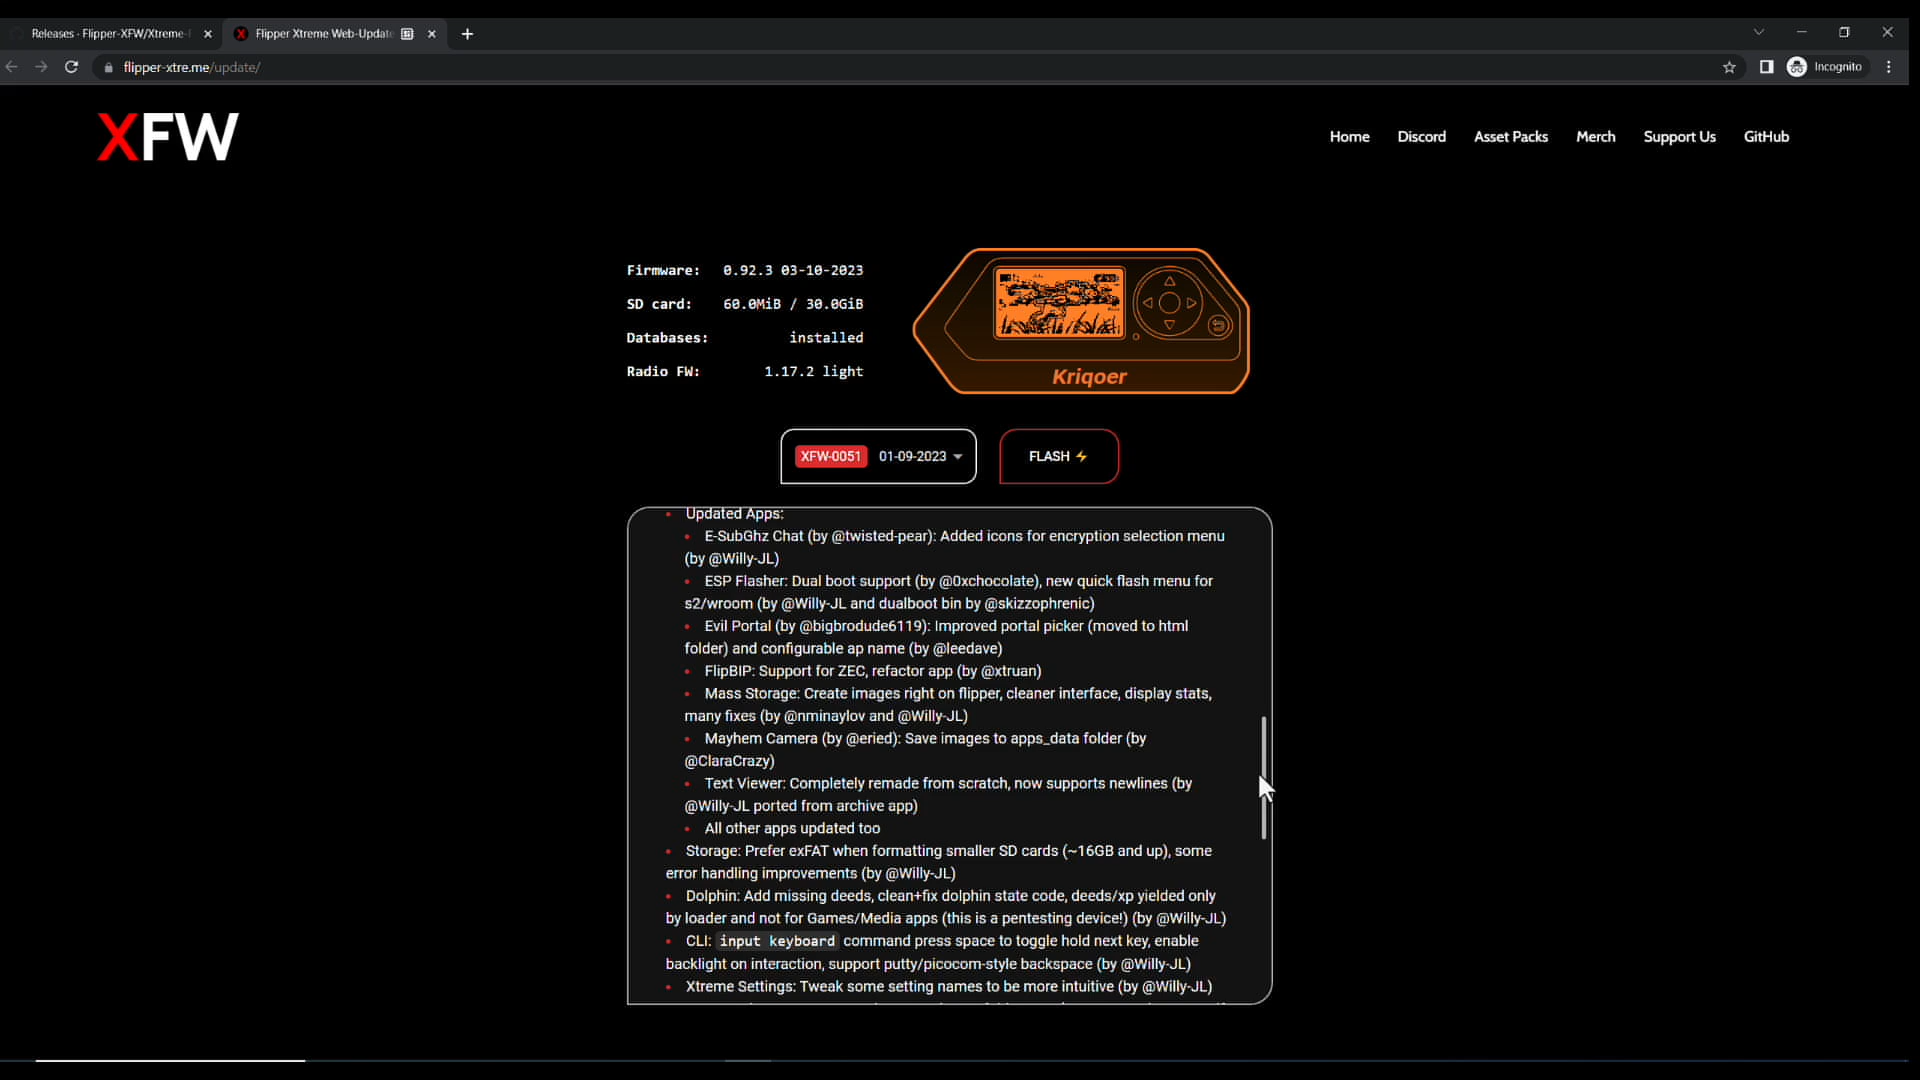 Releases · Flipper-XFW/Xtreme-
Flipper Xtreme Web-Update
flipper-xtre.me/update/
Incognito
XFW
Home
Discord
Asset Packs
Merch
Support Us
GitHub
Firmware: 0.92.3 03-10-2023
SD card: 60.0MiB / 30.0GiB
Databases: installed
Radio FW: 1.17.2 light
Kriqoer
XFW-0051 01-09-2023
FLASH ⚡
Updated Apps:
E-SubGhz Chat (by @twisted-pear): Added icons for encryption selection menu
(by @Willy-JL)
ESP Flasher: Dual boot support (by @0xchocolate), new quick flash menu for
s2/wroom (by @Willy-JL and dualboot bin by @skizzophrenic)
Evil Portal (by @bigbrodude6119): Improved portal picker (moved to html
folder) and configurable ap name (by @leedave)
FlipBIP: Support for ZEC, refactor app (by @xtruan)
Mass Storage: Create images right on flipper, cleaner interface, display stats,
many fixes (by @nminaylov and @Willy-JL)
Mayhem Camera (by @eried): Save images to apps_data folder (by
@ClaraCrazy)
Text Viewer: Completely remade from scratch, now supports newlines (by
@Willy-JL ported from archive app)
All other apps updated too
Storage: Prefer exFAT when formatting smaller SD cards (~16GB and up), some
error handling improvements (by @Willy-JL)
Dolphin: Add missing deeds, clean+fix dolphin state code, deeds/xp yielded only
by loader and not for Games/Media apps (this is a pentesting device!) (by @Willy-JL)
CLI: input keyboard command press space to toggle hold next key, enable
backlight on interaction, support putty/picocom-style backspace (by @Willy-JL)
Xtreme Settings: Tweak some setting names to be more intuitive (by @Willy-JL)